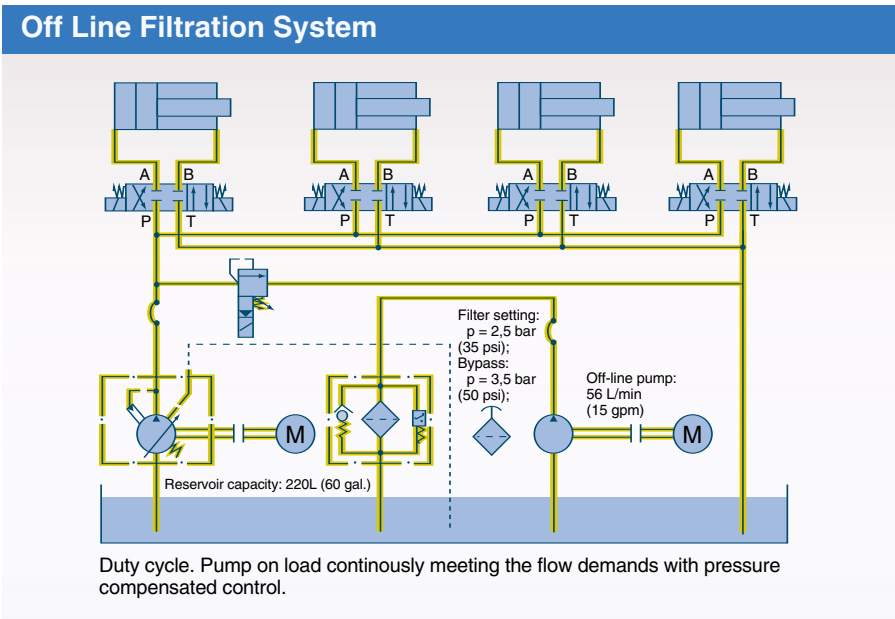 Off Line Filtration System
A B
A B
A B
A B
P T
P T
P T
P T
Filter setting:
p = 2,5 bar
(35 psi);
Bypass:
p = 3,5 bar
(50 psi);
Off-line pump:
56 L/min
(15 gpm)
M
M
Reservoir capacity: 220L (60 gal.)
Duty cycle. Pump on load continously meeting the flow demands with pressure
compensated control.